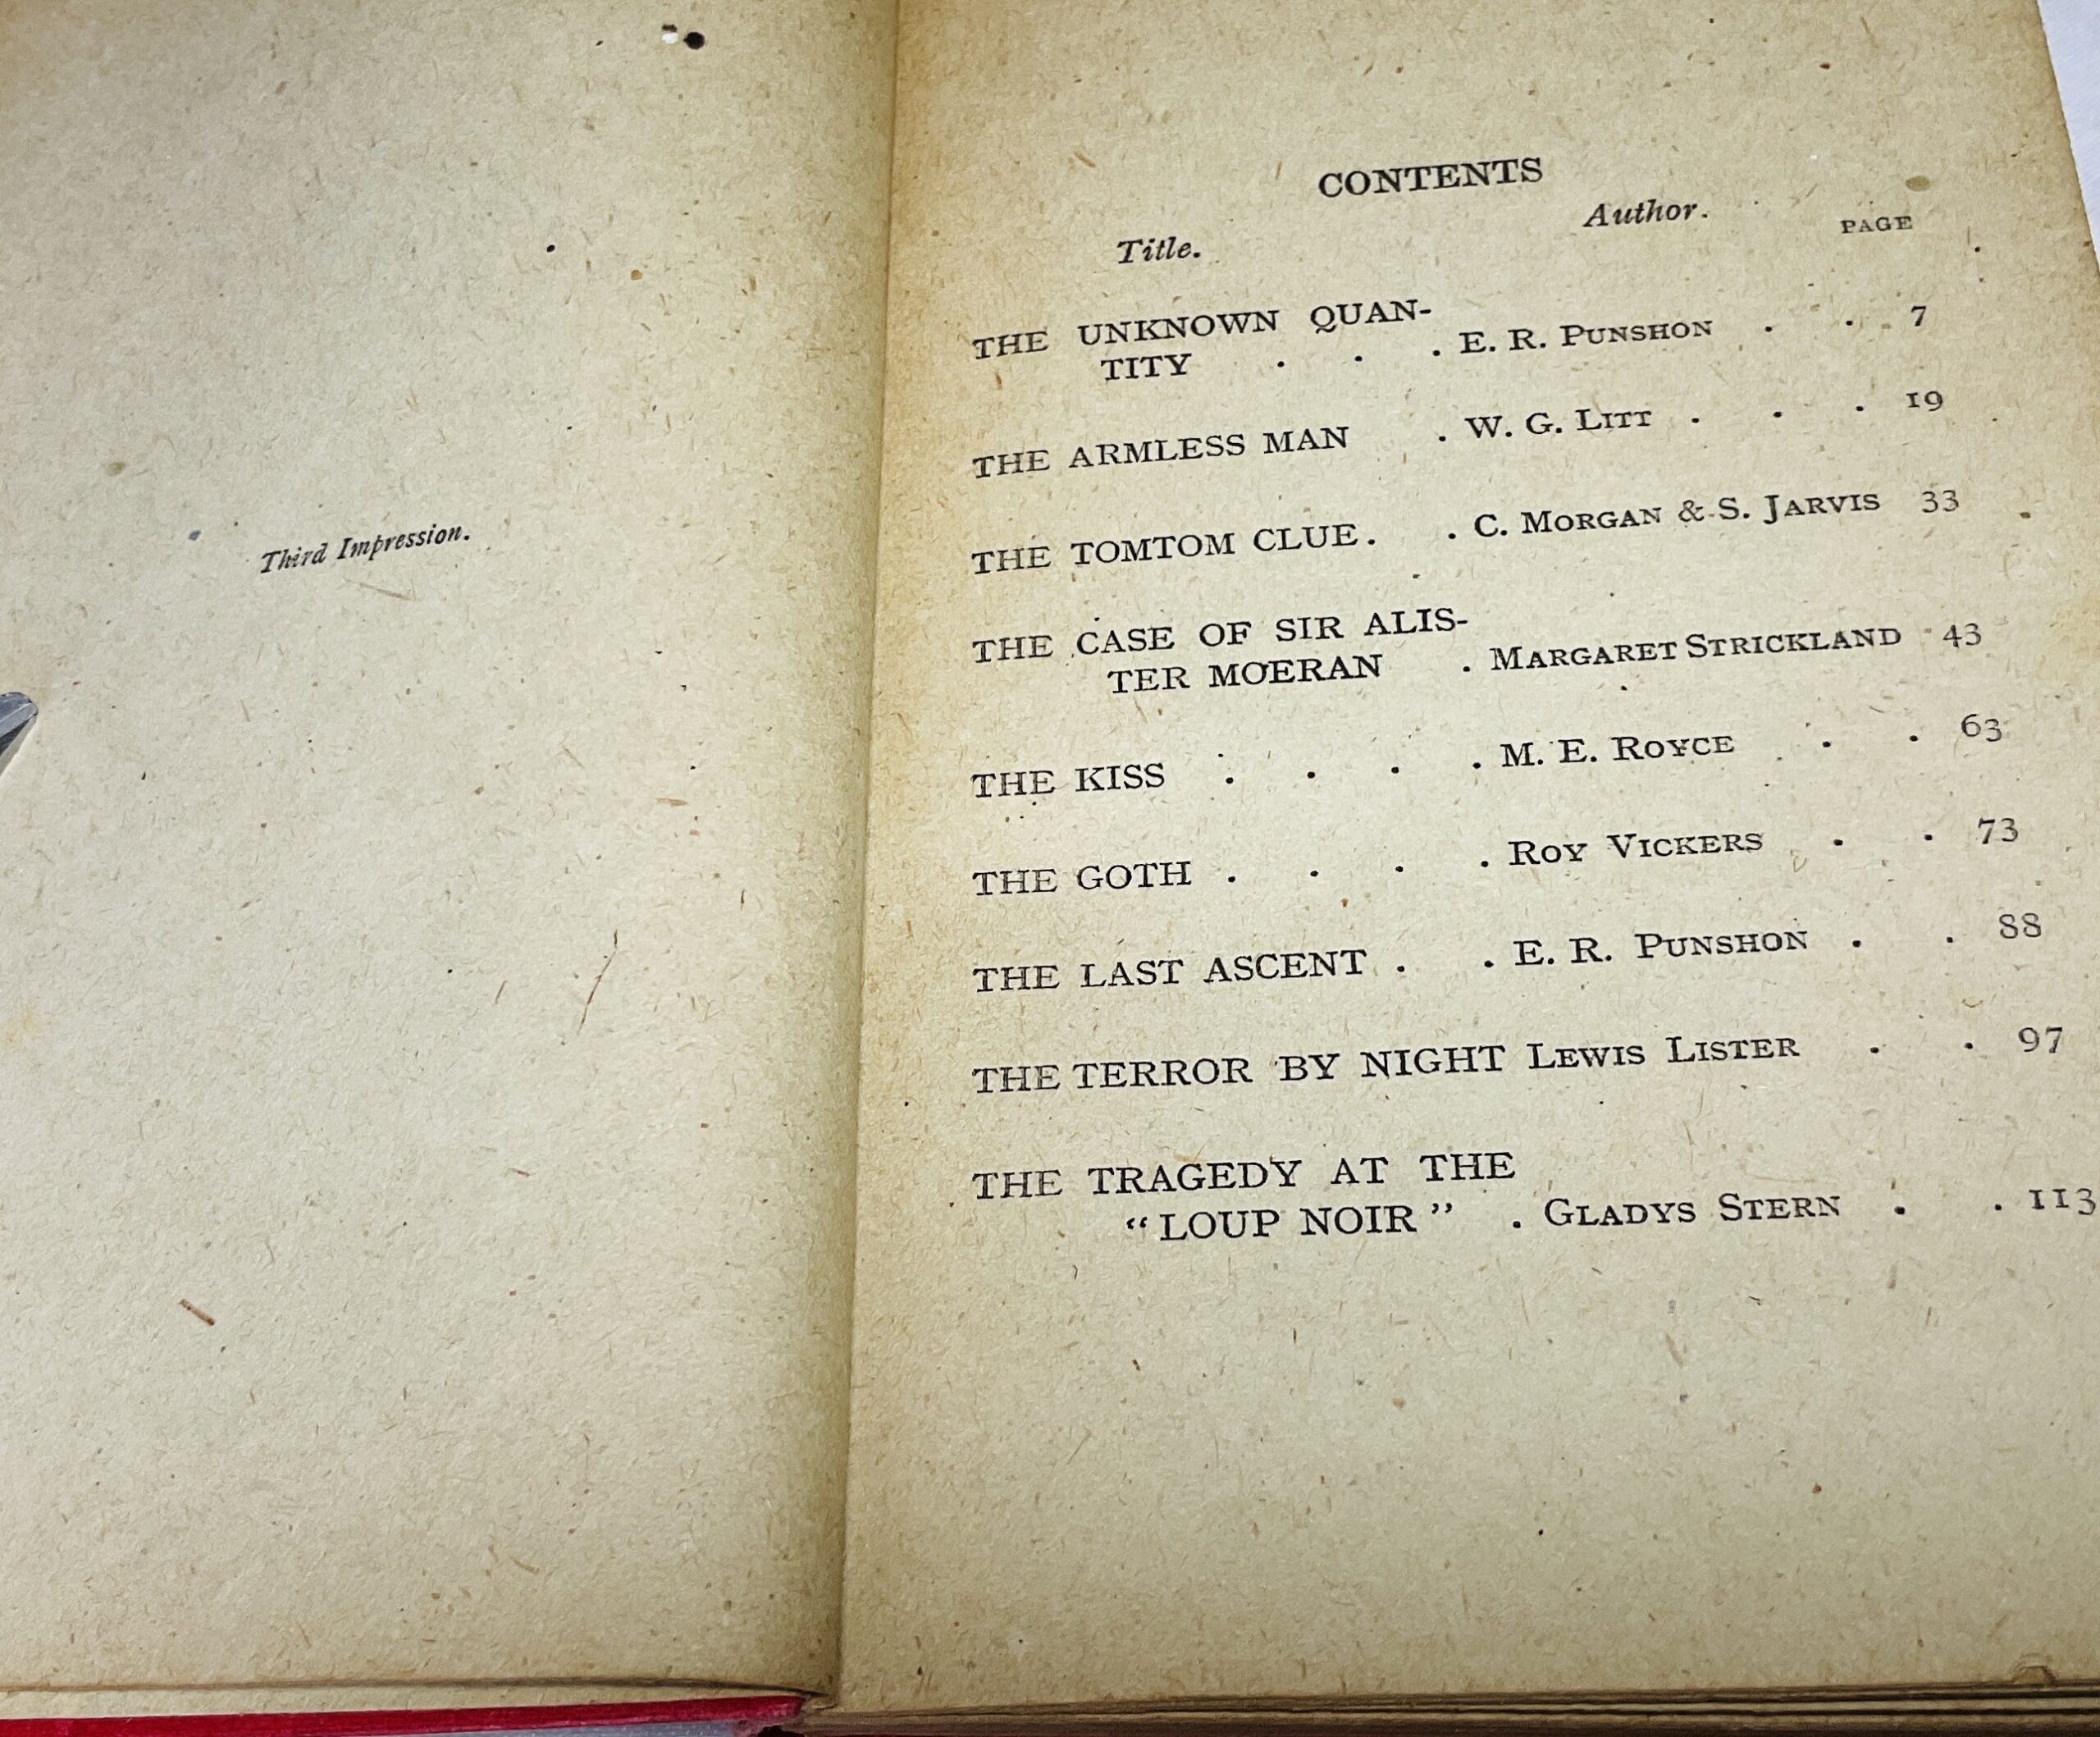 Third Impression.
CONTENTS
Title. Author. PAGE
THE UNKNOWN QUAN-
TITY . . . E. R. PUNSHON . . 7
THE ARMLESS MAN . W. G. LITT . . . 19
THE TOMTOM CLUE. . C. MORGAN & S. JARVIS 33
THE CASE OF SIR ALIS-
TER MOERAN . MARGARET STRICKLAND 43
THE KISS . . . . M. E. ROYCE . . 63
THE GOTH . . . . ROY VICKERS . . 73
THE LAST ASCENT . . E. R. PUNSHON . . 88
THE TERROR BY NIGHT LEWIS LISTER . . 97
THE TRAGEDY AT THE
“LOUP NOIR” . GLADYS STERN . . 113